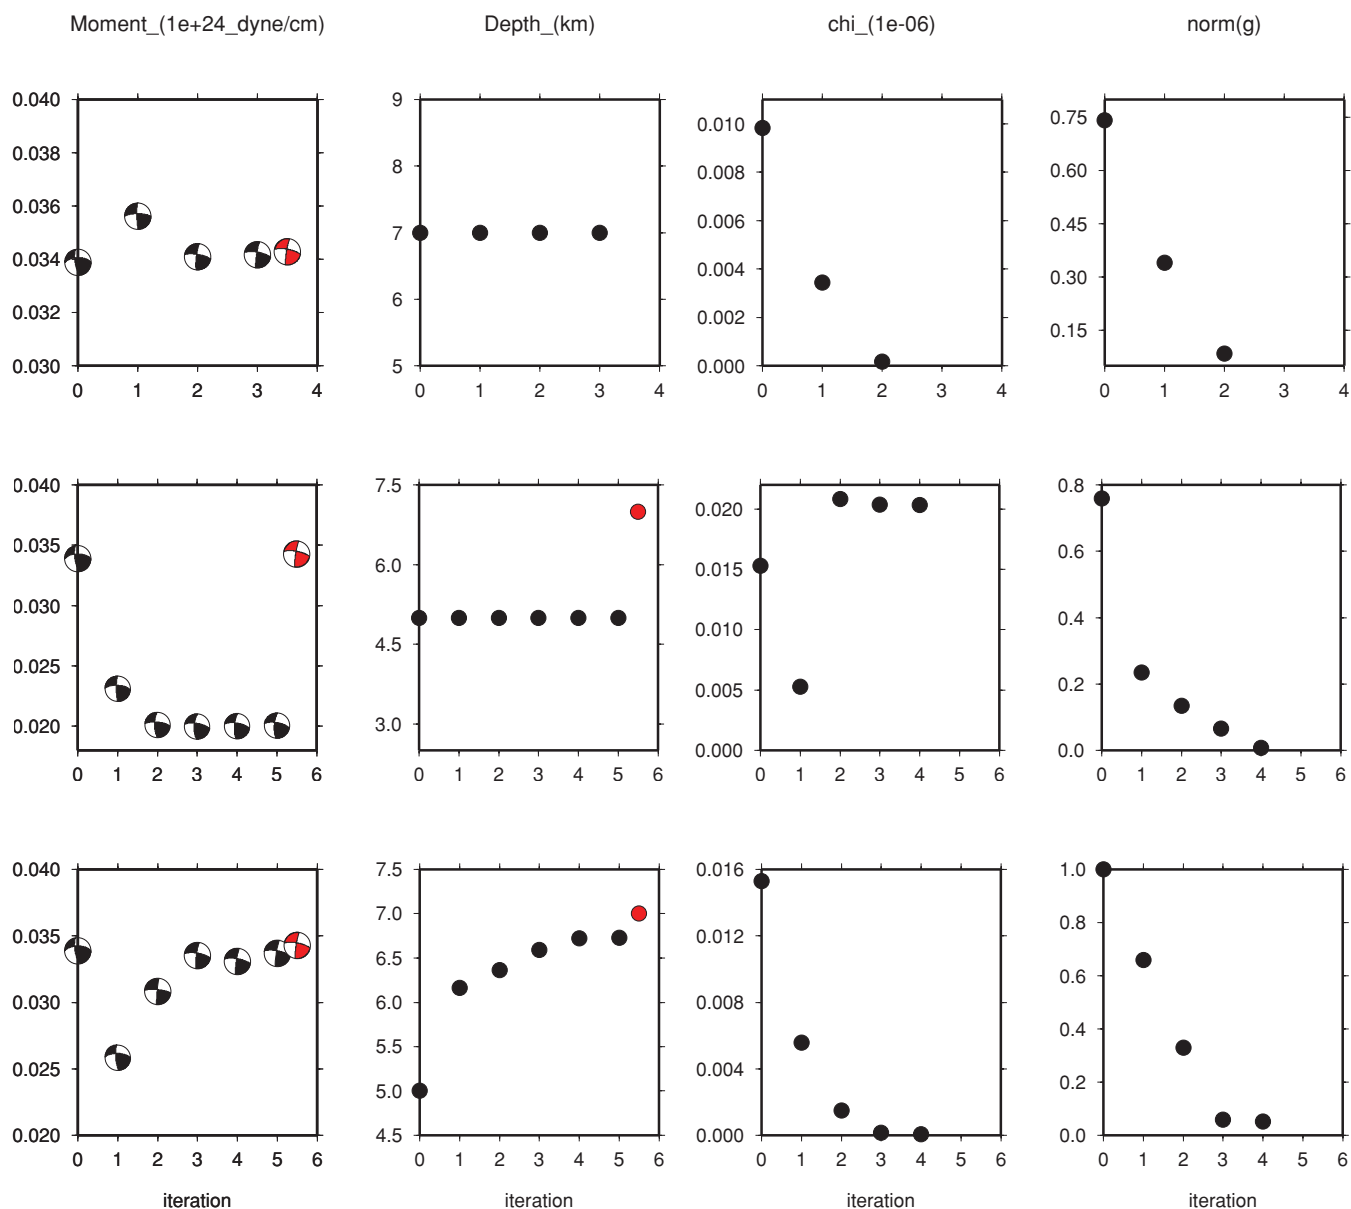 Moment_(1e+24_dyne/cm) Depth_(km) chi_(1e-06) norm(g)
0.040 9 0.010 0.75
0.038 8 0.008 0.60
0.036 7 0.006 0.45
0.034 6 0.004 0.30
0.032 5 0.002 0.15
0.030 0.000
0 1 2 3 4 0 1 2 3 4 0 1 2 3 4 0 1 2 3 4
0.040 7.5 0.020 0.8
0.035 6.0 0.015 0.6
0.030 4.5 0.010 0.4
0.025 3.0 0.005 0.2
0.020 0.000 0.0
0 1 2 3 4 5 6 0 1 2 3 4 5 6 0 1 2 3 4 5 6 0 1 2 3 4 5 6
0.040 7.5 0.016 1.0
0.035 7.0 0.012 0.8
0.030 6.5 0.008 0.6
0.025 6.0 0.004 0.4
0.020 5.5 0.000 0.2
5.0 0.0
4.5
0 1 2 3 4 5 6 0 1 2 3 4 5 6 0 1 2 3 4 5 6 0 1 2 3 4 5 6
iteration iteration iteration iteration